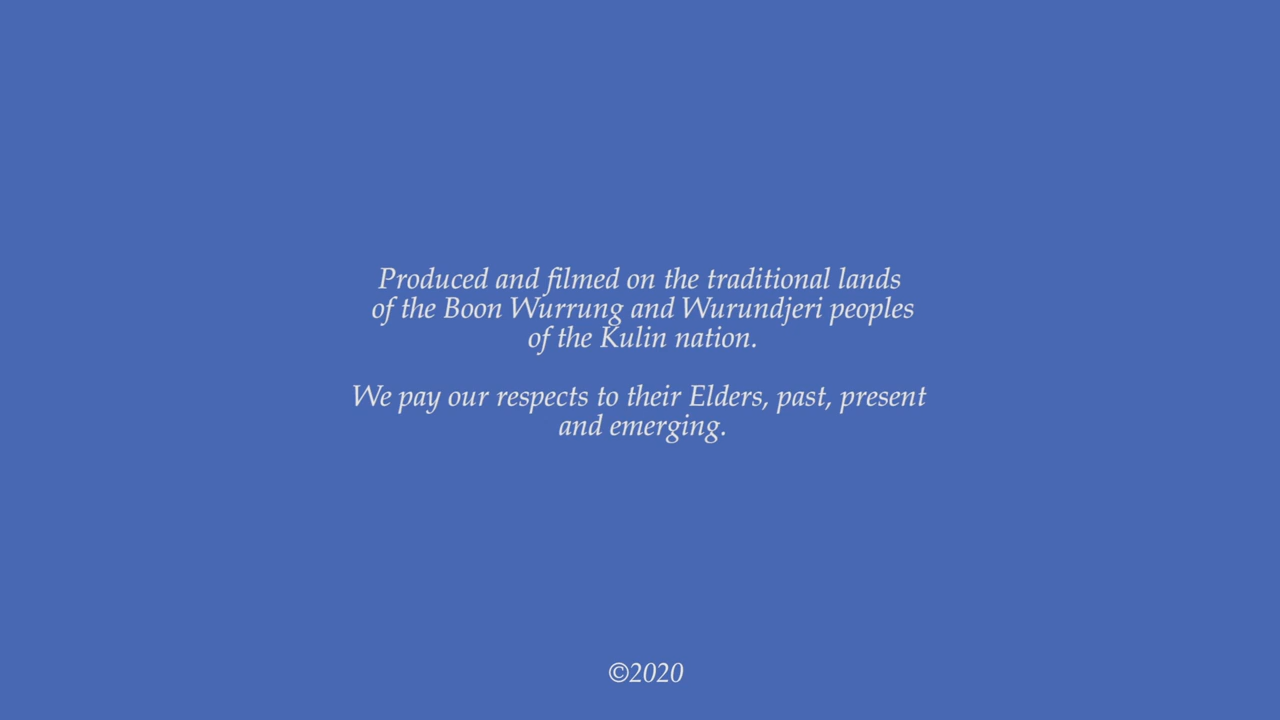 Produced and filmed on the traditional lands
of the Boon Wurrung and Wurundjeri peoples
of the Kulin nation.
We pay our respects to their Elders, past, present
and emerging.
©2020